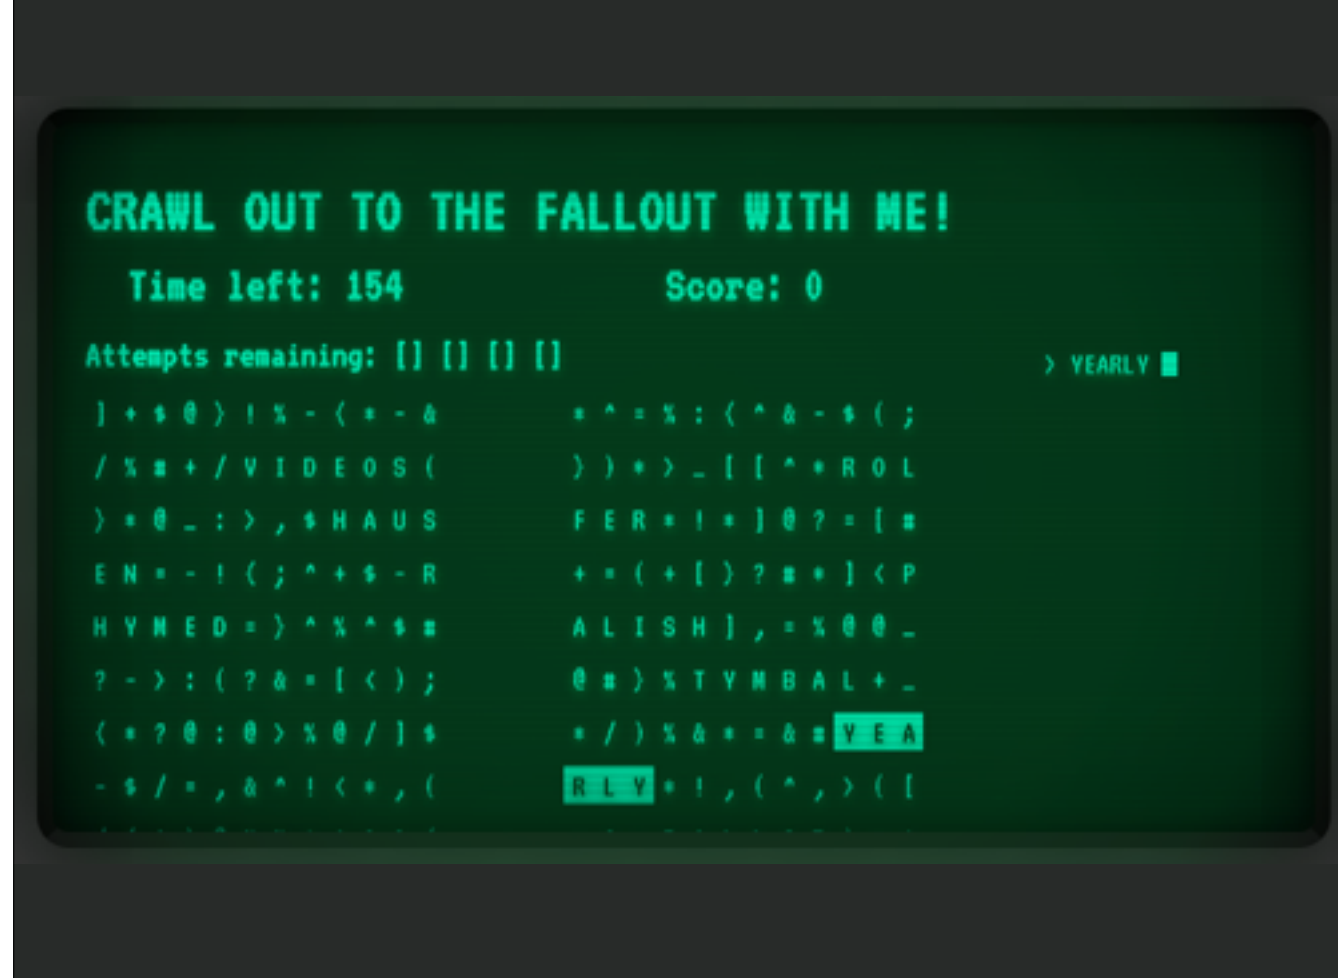 CRAWL OUT TO THE FALLOUT WITH ME!
Time left: 154
Score: 0
Attempts remaining: [] [] [] []
> YEARLY
] + $ @ } ! % - ( * - &
/ % # + / V I D E O S (
} * @ _ : > , $ H A U S
E N = - ! ( ; ^ + $ - R
H Y M E D = } ^ % ^ $ #
? - > : ( ? & = [ < ) ;
( * ? @ : @ > % @ / ] $
- $ / = , & ^ ! < * , (
* ^ = % : ( ^ & - $ ( ;
} ) * > _ [ [ ^ * R O L
F E R * ! * ] @ ? = [ #
+ = ( + [ } ? # * ] < P
A L I S H ] , = % @ @ _
@ # } % T Y M B A L + _
* / ) % & * = & # Y E A
R L Y * ! , ( ^ , > ( [